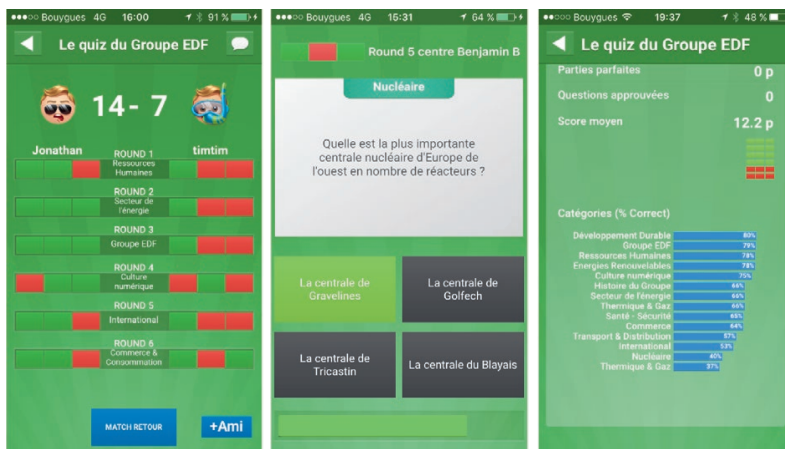 ●●●○○ Bouygues 4G 16:00 91 %
Le quiz du Groupe EDF
14- 7
Jonathan
timtim
ROUND 1
Ressources
Humaines
ROUND 2
Secteur de
l'énergie
ROUND 3
Groupe EDF
ROUND 4
Culture
numérique
ROUND 5
International
ROUND 6
Commerce &
Consommation
MATCH RETOUR
+Ami
●●●○○ Bouygues 4G 15:31 64 %
Round 5 centre Benjamin B
Nucléaire
Quelle est la plus importante
centrale nucléaire d'Europe de
l'ouest en nombre de réacteurs ?
La centrale de
Gravelines
La centrale de
Golfech
La centrale de
Tricastin
La centrale du Blayais
●●○○○ Bouygues 19:37 48 %
Le quiz du Groupe EDF
Parties parfaites 0 p
Questions approuvées 0
Score moyen 12.2 p
Catégories (% Correct)
Développement Durable 80%
Groupe EDF 79%
Ressources Humaines 78%
Energies Renouvelables 78%
Culture numérique 75%
Histoire du Groupe 66%
Secteur de l'énergie 66%
Thermique & Gaz 66%
Santé - Sécurité 65%
Commerce 64%
Transport & Distribution 57%
International 53%
Nucléaire 40%
Thermique & Gaz 37%